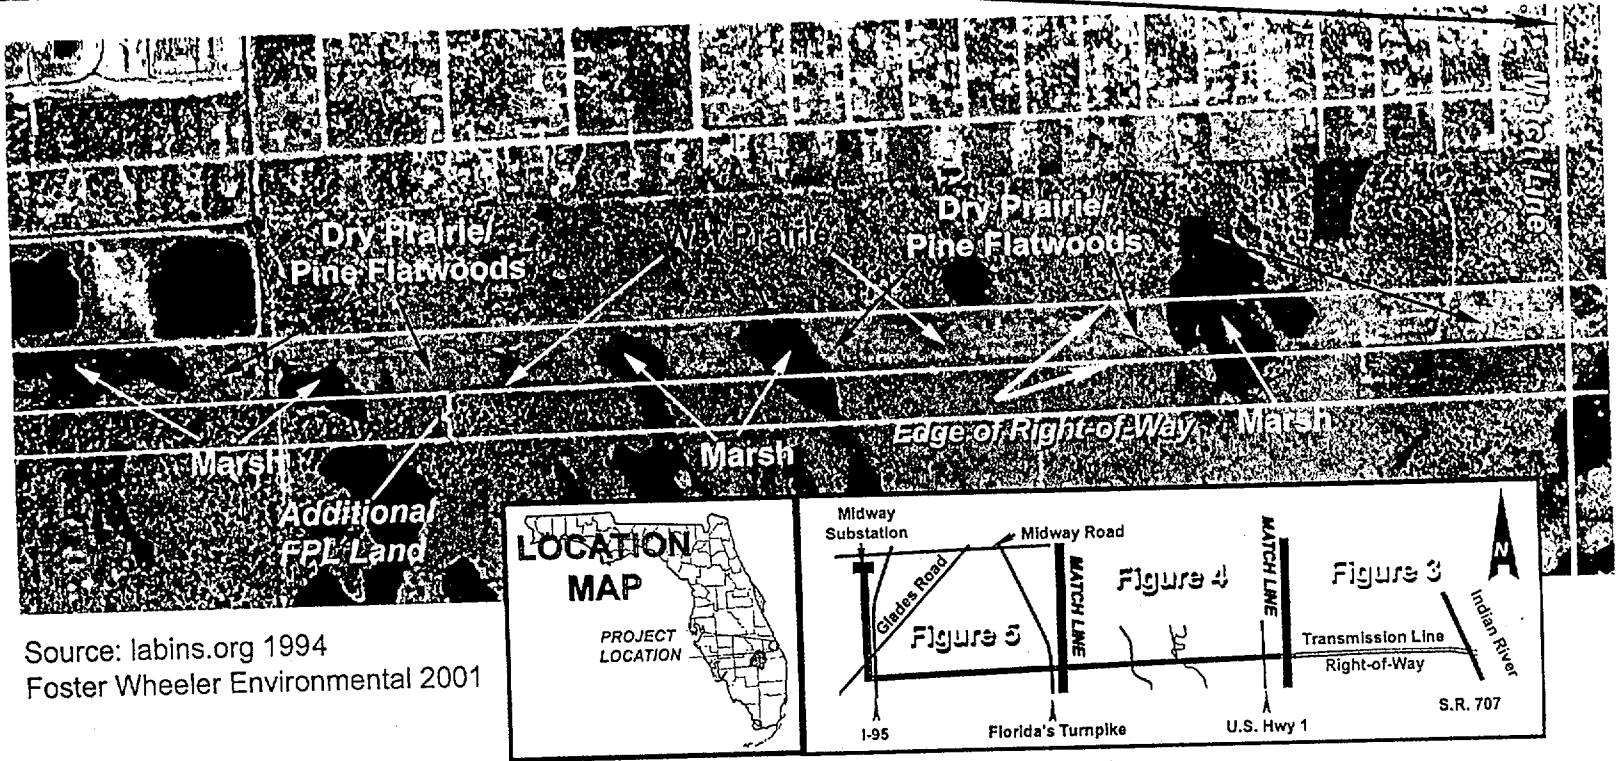 Match Line
Dry Prairie/
Pine Flatwoods
Wet Prairie
Dry Prairie/
Pine Flatwoods
Marsh
Marsh
Edge of Right-of-Way
Marsh
Additional
FPL Land
LOCATION
MAP
PROJECT
LOCATION
Midway
Substation
Midway Road
Glades Road
MATCH LINE
Figure 4
MATCH LINE
Figure 3
N
Figure 5
Indian River
Transmission Line
Right-of-Way
S.R. 707
I-95
Florida's Turnpike
U.S. Hwy 1
Source: labins.org 1994
Foster Wheeler Environmental 2001